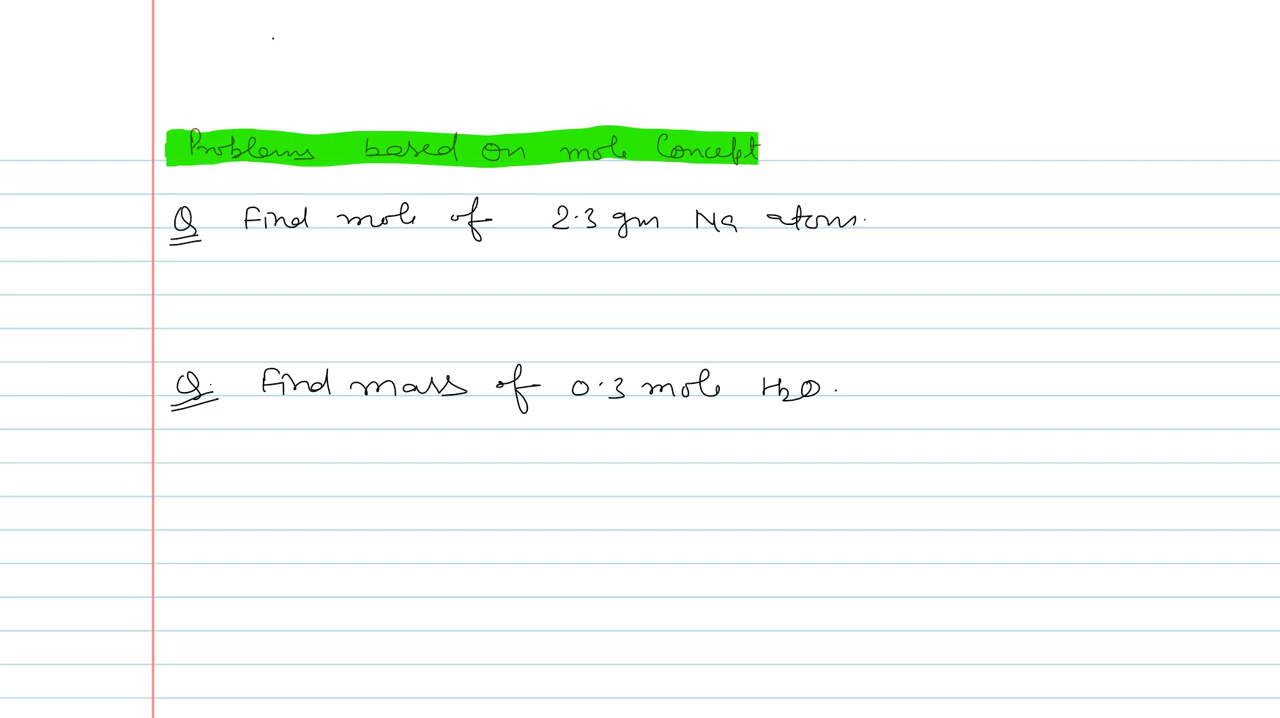 Problems based on mole Concept
Q Find mole of 2.3 gm Na atom.
Q. Find mass of 0.3 mole H2O.